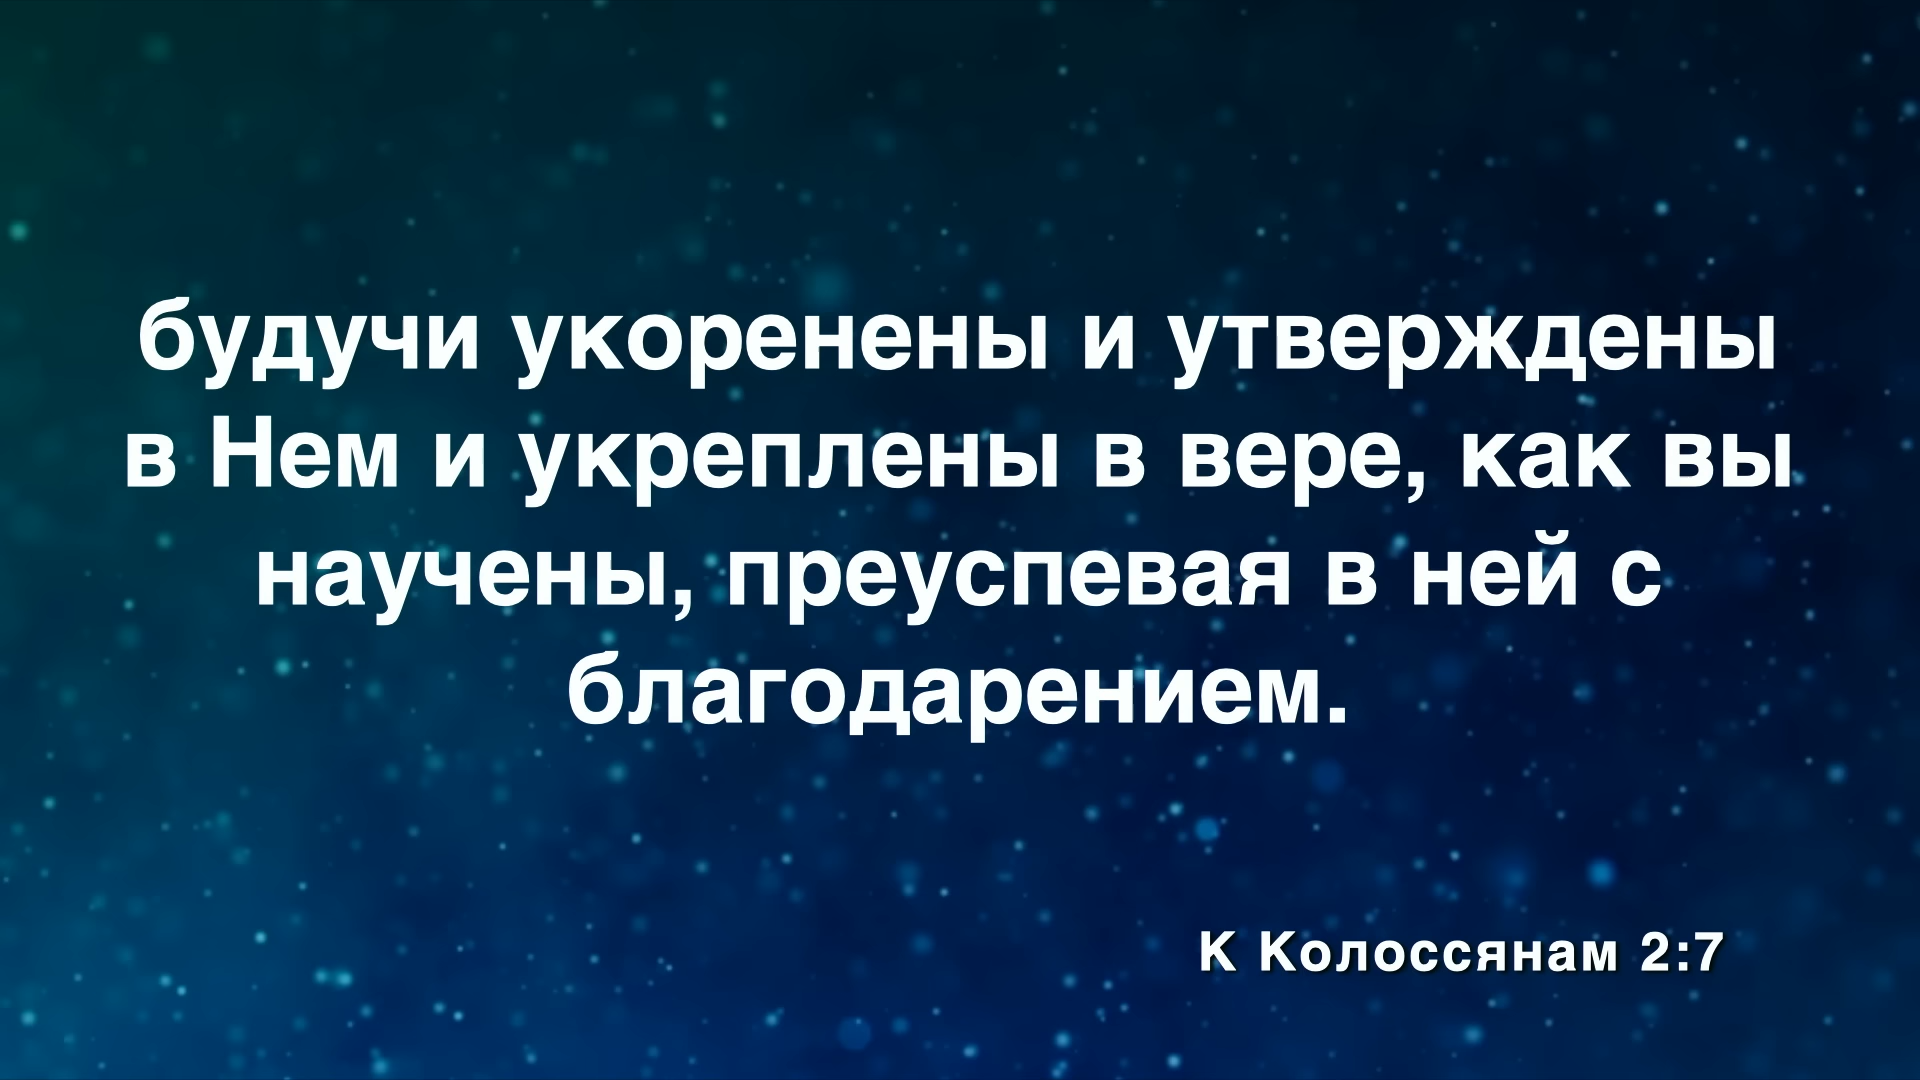 будучи укоренены и утверждены
в Нем и укреплены в вере, как вы
научены, преуспевая в ней с
благодарением.
К Колоссянам 2:7